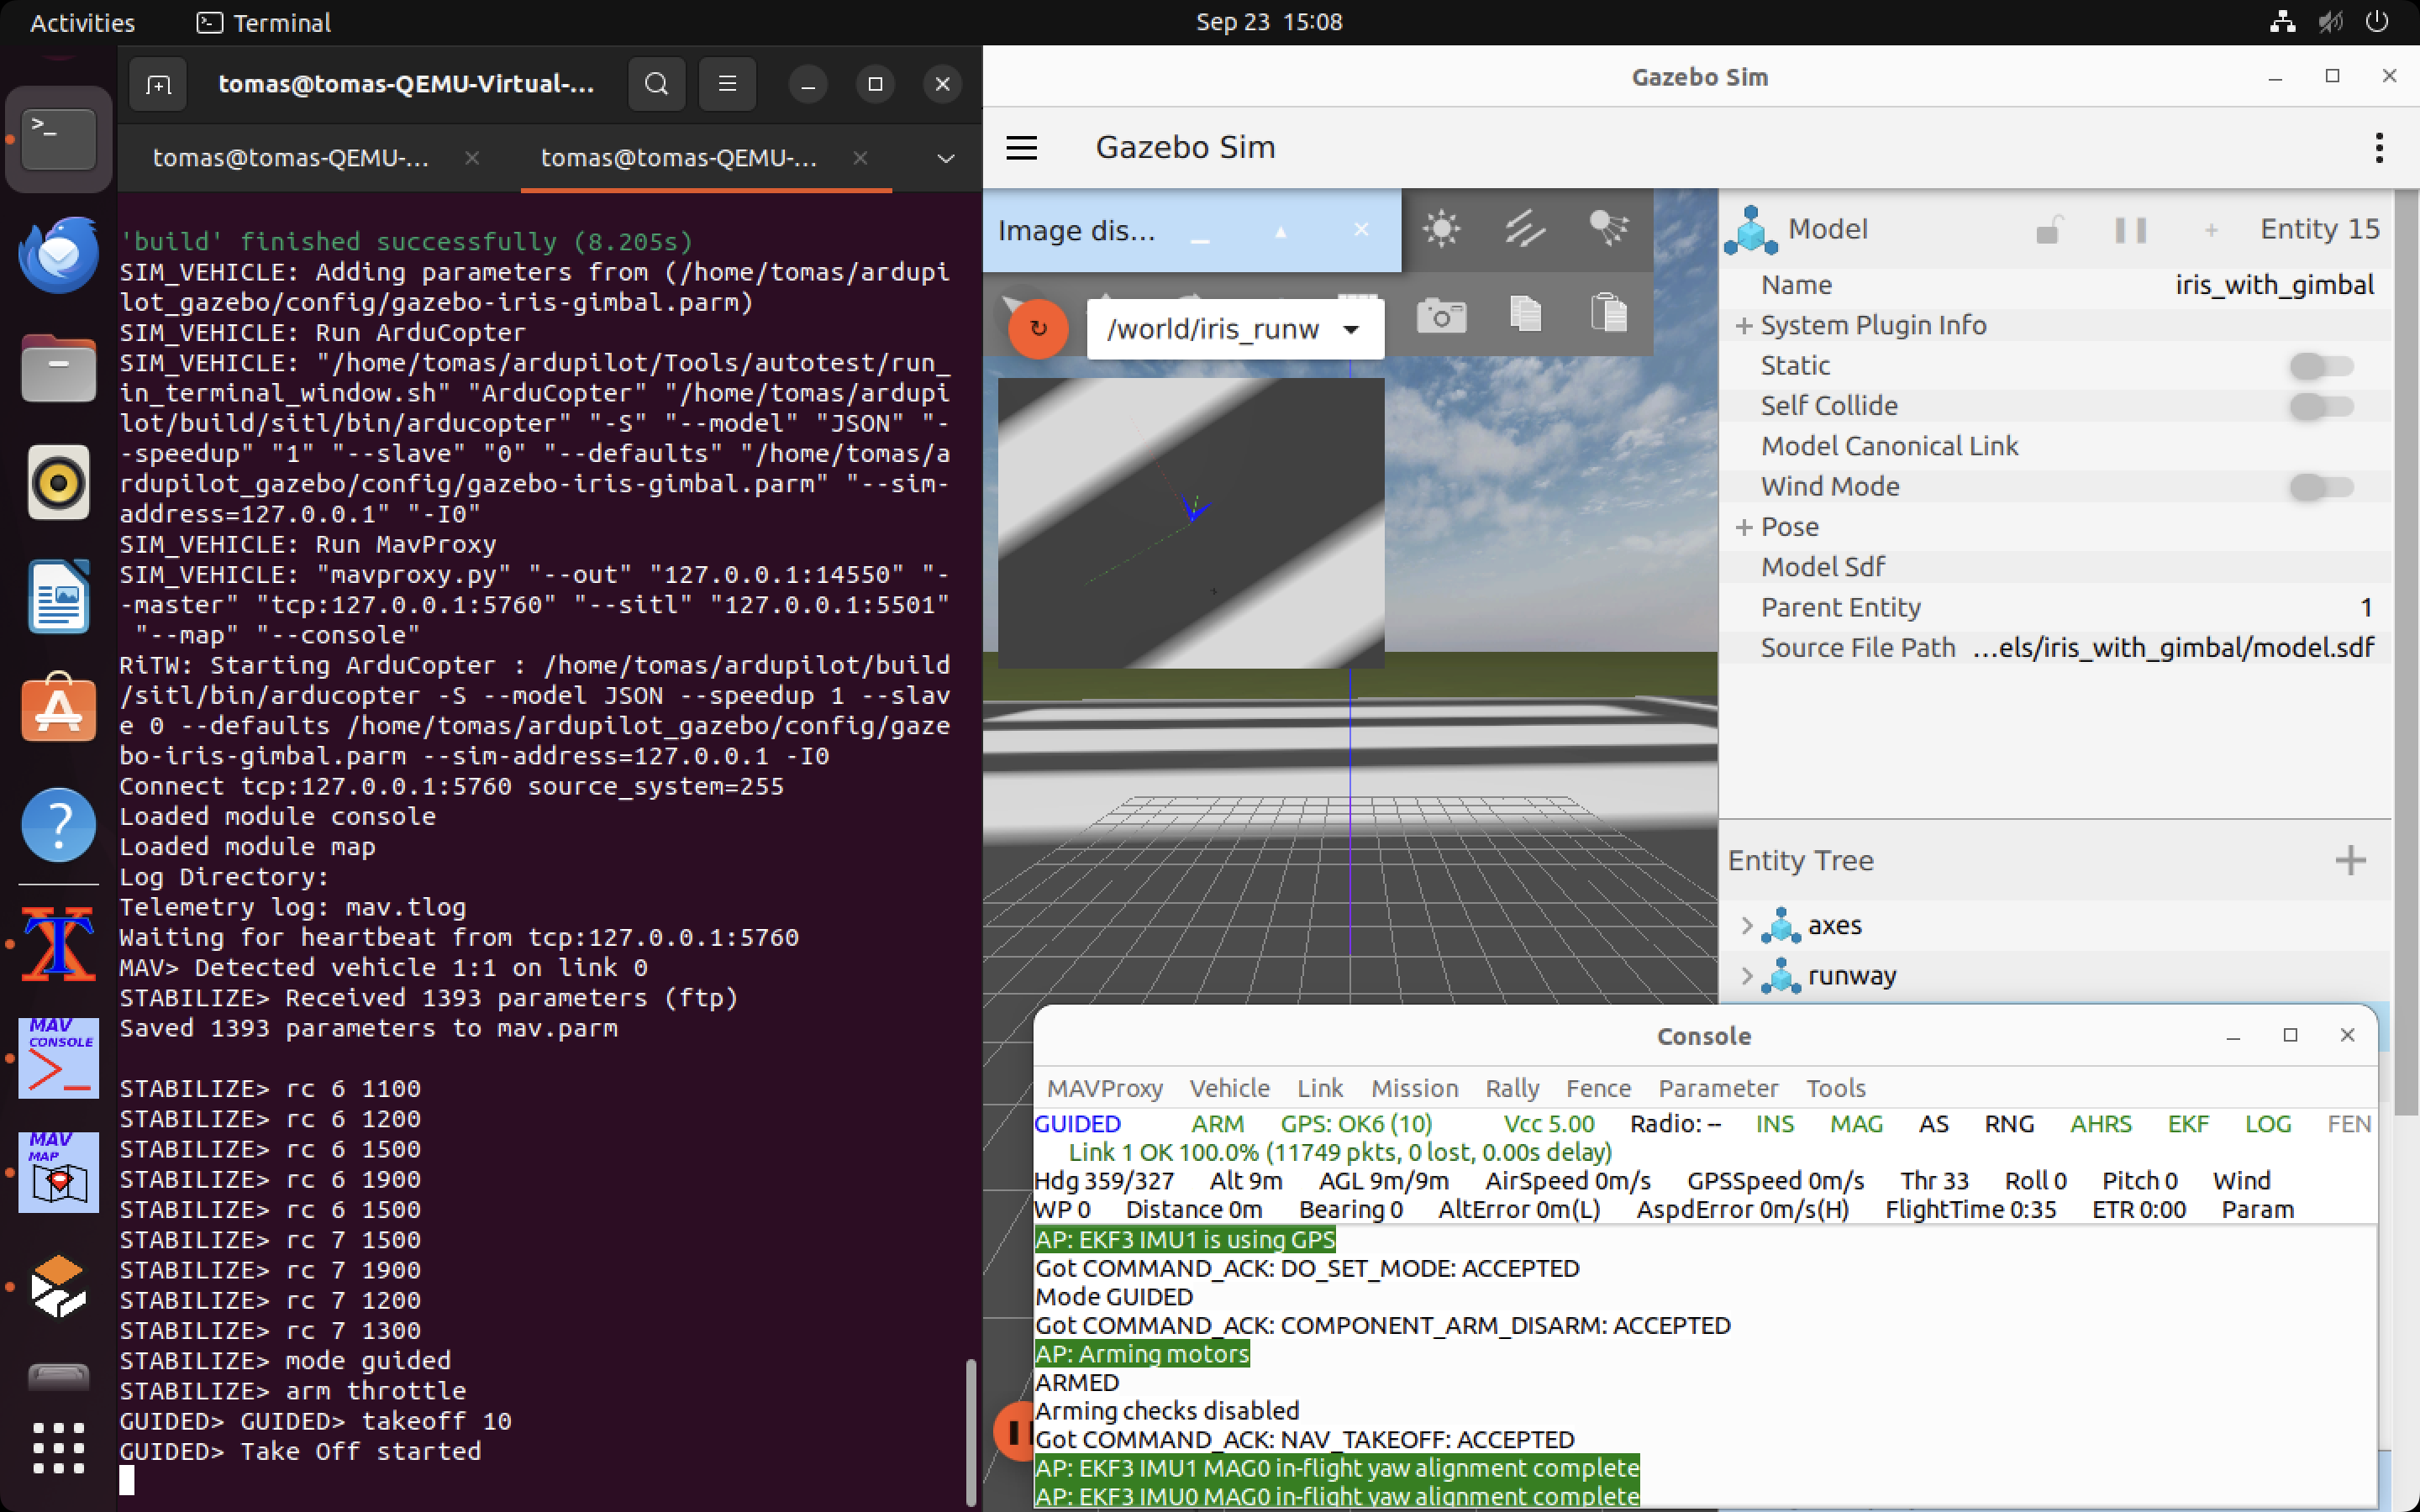 Activities
Terminal
Sep 23 15:08
tomas@tomas-QEMU-Virtual-...
tomas@tomas-QEMU-...
tomas@tomas-QEMU-...
'build' finished successfully (8.205s)
SIM_VEHICLE: Adding parameters from (/home/tomas/ardupi
lot_gazebo/config/gazebo-iris-gimbal.parm)
SIM_VEHICLE: Run ArduCopter
SIM_VEHICLE: "/home/tomas/ardupilot/Tools/autotest/run_
in_terminal_window.sh" "ArduCopter" "/home/tomas/ardupi
lot/build/sitl/bin/arducopter" "-S" "--model" "JSON" "-
-speedup" "1" "--slave" "0" "--defaults" "/home/tomas/a
rdupilot_gazebo/config/gazebo-iris-gimbal.parm" "--sim-
address=127.0.0.1" "-I0"
SIM_VEHICLE: Run MavProxy
SIM_VEHICLE: "mavproxy.py" "--out" "127.0.0.1:14550" "-
-master" "tcp:127.0.0.1:5760" "--sitl" "127.0.0.1:5501"
"--map" "--console"
RiTW: Starting ArduCopter : /home/tomas/ardupilot/build
/sitl/bin/arducopter -S --model JSON --speedup 1 --slav
e 0 --defaults /home/tomas/ardupilot_gazebo/config/gaze
bo-iris-gimbal.parm --sim-address=127.0.0.1 -I0
Connect tcp:127.0.0.1:5760 source_system=255
Loaded module console
Loaded module map
Log Directory:
Telemetry log: mav.tlog
Waiting for heartbeat from tcp:127.0.0.1:5760
MAV> Detected vehicle 1:1 on link 0
STABILIZE> Received 1393 parameters (ftp)
Saved 1393 parameters to mav.parm
STABILIZE> rc 6 1100
STABILIZE> rc 6 1200
STABILIZE> rc 6 1500
STABILIZE> rc 6 1900
STABILIZE> rc 6 1500
STABILIZE> rc 7 1500
STABILIZE> rc 7 1900
STABILIZE> rc 7 1200
STABILIZE> rc 7 1300
STABILIZE> mode guided
STABILIZE> arm throttle
GUIDED> GUIDED> takeoff 10
GUIDED> Take Off started
MAV
CONSOLE
MAV
MAP
Gazebo Sim
Gazebo Sim
Image dis...
/world/iris_runw
Model
Entity 15
Name iris_with_gimbal
System Plugin Info
Static
Self Collide
Model Canonical Link
Wind Mode
Pose
Model Sdf
Parent Entity 1
Source File Path ...els/iris_with_gimbal/model.sdf
Entity Tree
axes
runway
Console
MAVProxy Vehicle Link Mission Rally Fence Parameter Tools
GUIDED ARM GPS: OK6 (10) Vcc 5.00 Radio: -- INS MAG AS RNG AHRS EKF LOG FEN
Link 1 OK 100.0% (11749 pkts, 0 lost, 0.00s delay)
Hdg 359/327 Alt 9m AGL 9m/9m AirSpeed 0m/s GPSSpeed 0m/s Thr 33 Roll 0 Pitch 0 Wind
WP 0 Distance 0m Bearing 0 AltError 0m(L) AspdError 0m/s(H) FlightTime 0:35 ETR 0:00 Param
AP: EKF3 IMU1 is using GPS
Got COMMAND_ACK: DO_SET_MODE: ACCEPTED
Mode GUIDED
Got COMMAND_ACK: COMPONENT_ARM_DISARM: ACCEPTED
AP: Arming motors
ARMED
Arming checks disabled
Got COMMAND_ACK: NAV_TAKEOFF: ACCEPTED
AP: EKF3 IMU1 MAG0 in-flight yaw alignment complete
AP: EKF3 IMU0 MAG0 in-flight yaw alignment complete